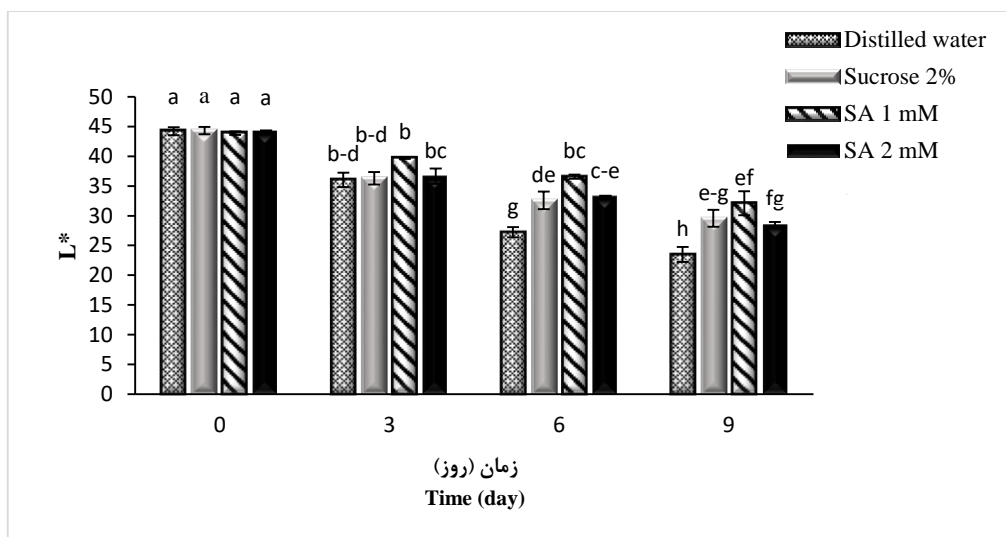 Distilled water
Sucrose 2%
SA 1 mM
SA 2 mM
50
45
40
35
30
25
20
15
10
5
0
L*
a a a a
b-d b-d b bc
g de bc c-e
h e-g ef fg
0 3 6 9
زمان (روز)
Time (day)